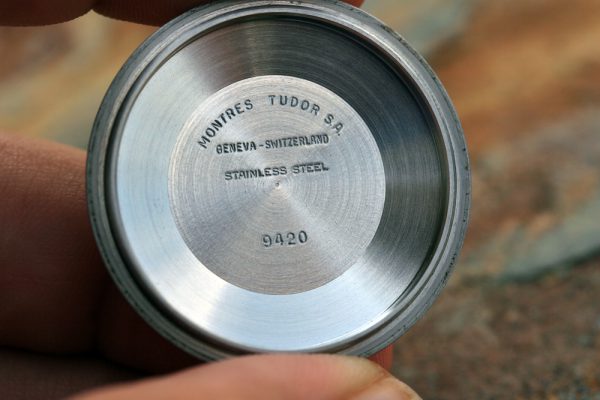 MONTRES TUDOR S.A.
GENEVA-SWITZERLAND
STAINLESS STEEL
9420